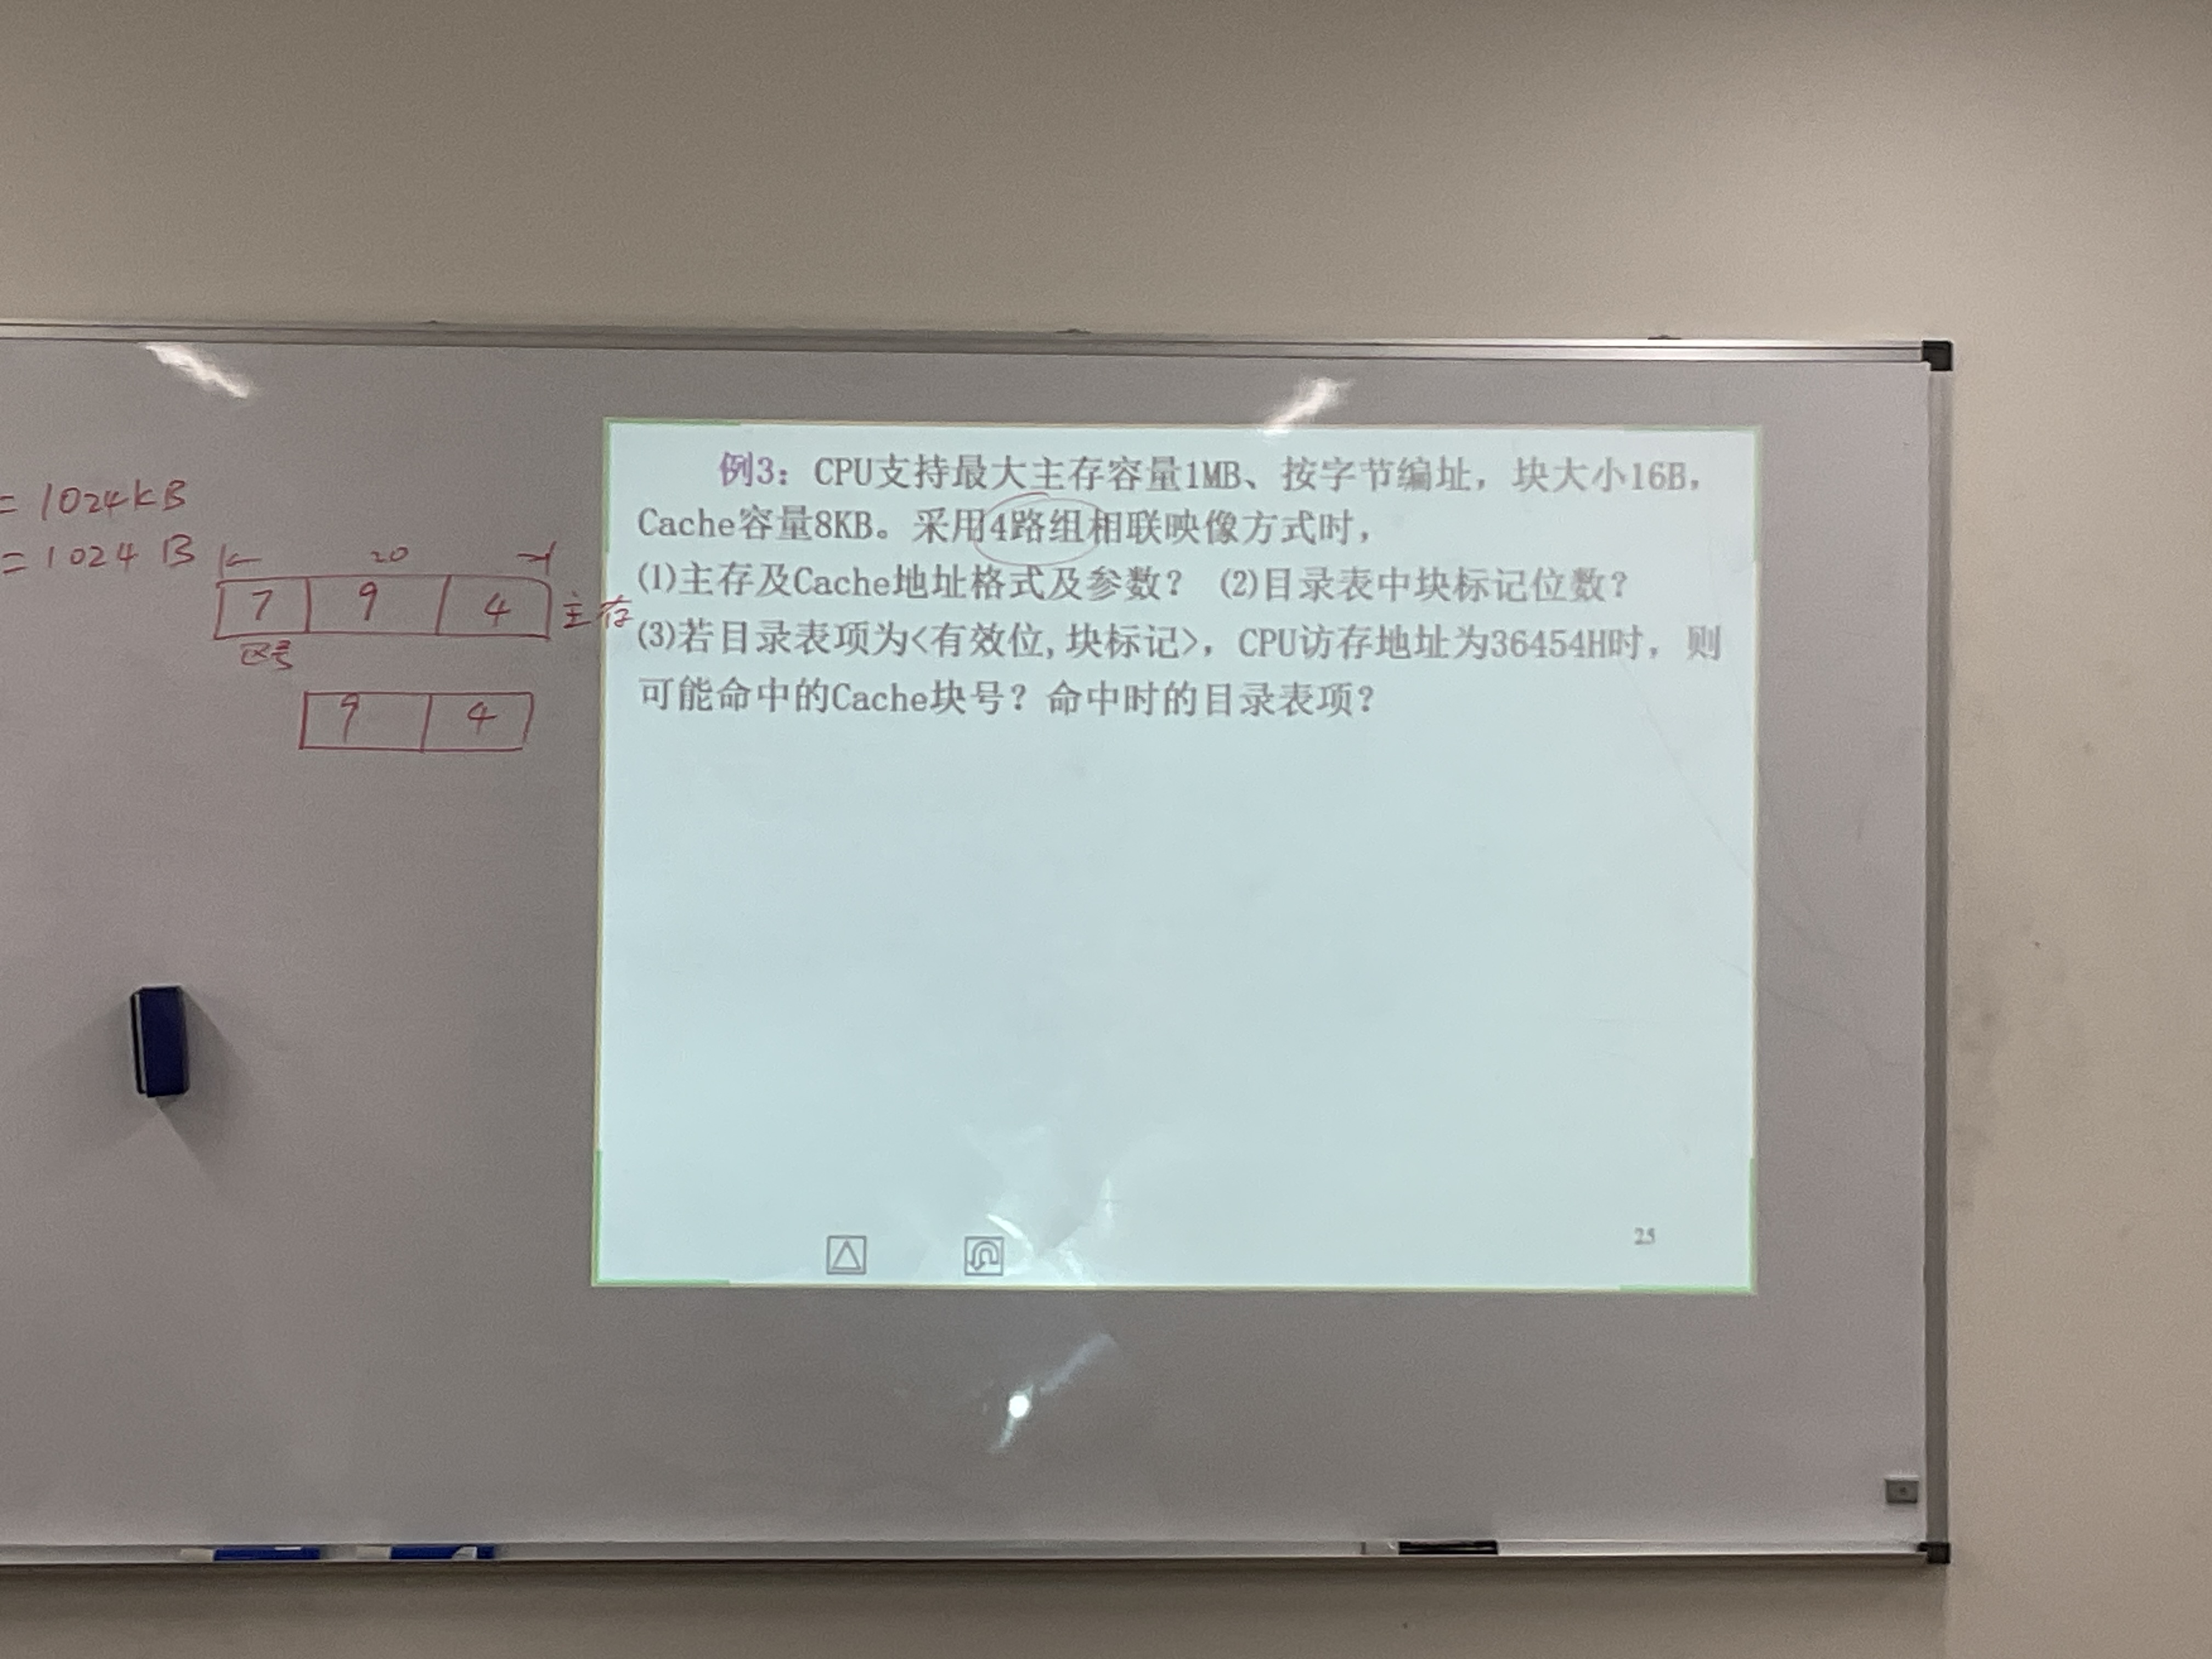 = 1024KB
= 1024 B
20
7 9 4 主存
区号
9 4
例3：CPU支持最大主存容量1MB、按字节编址，块大小16B，
Cache容量8KB。采用4路组相联映像方式时，
⑴主存及Cache地址格式及参数？ ⑵目录表中块标记位数？
⑶若目录表项为<有效位,块标记>，CPU访存地址为36454H时，则
可能命中的Cache块号？命中时的目录表项？
25